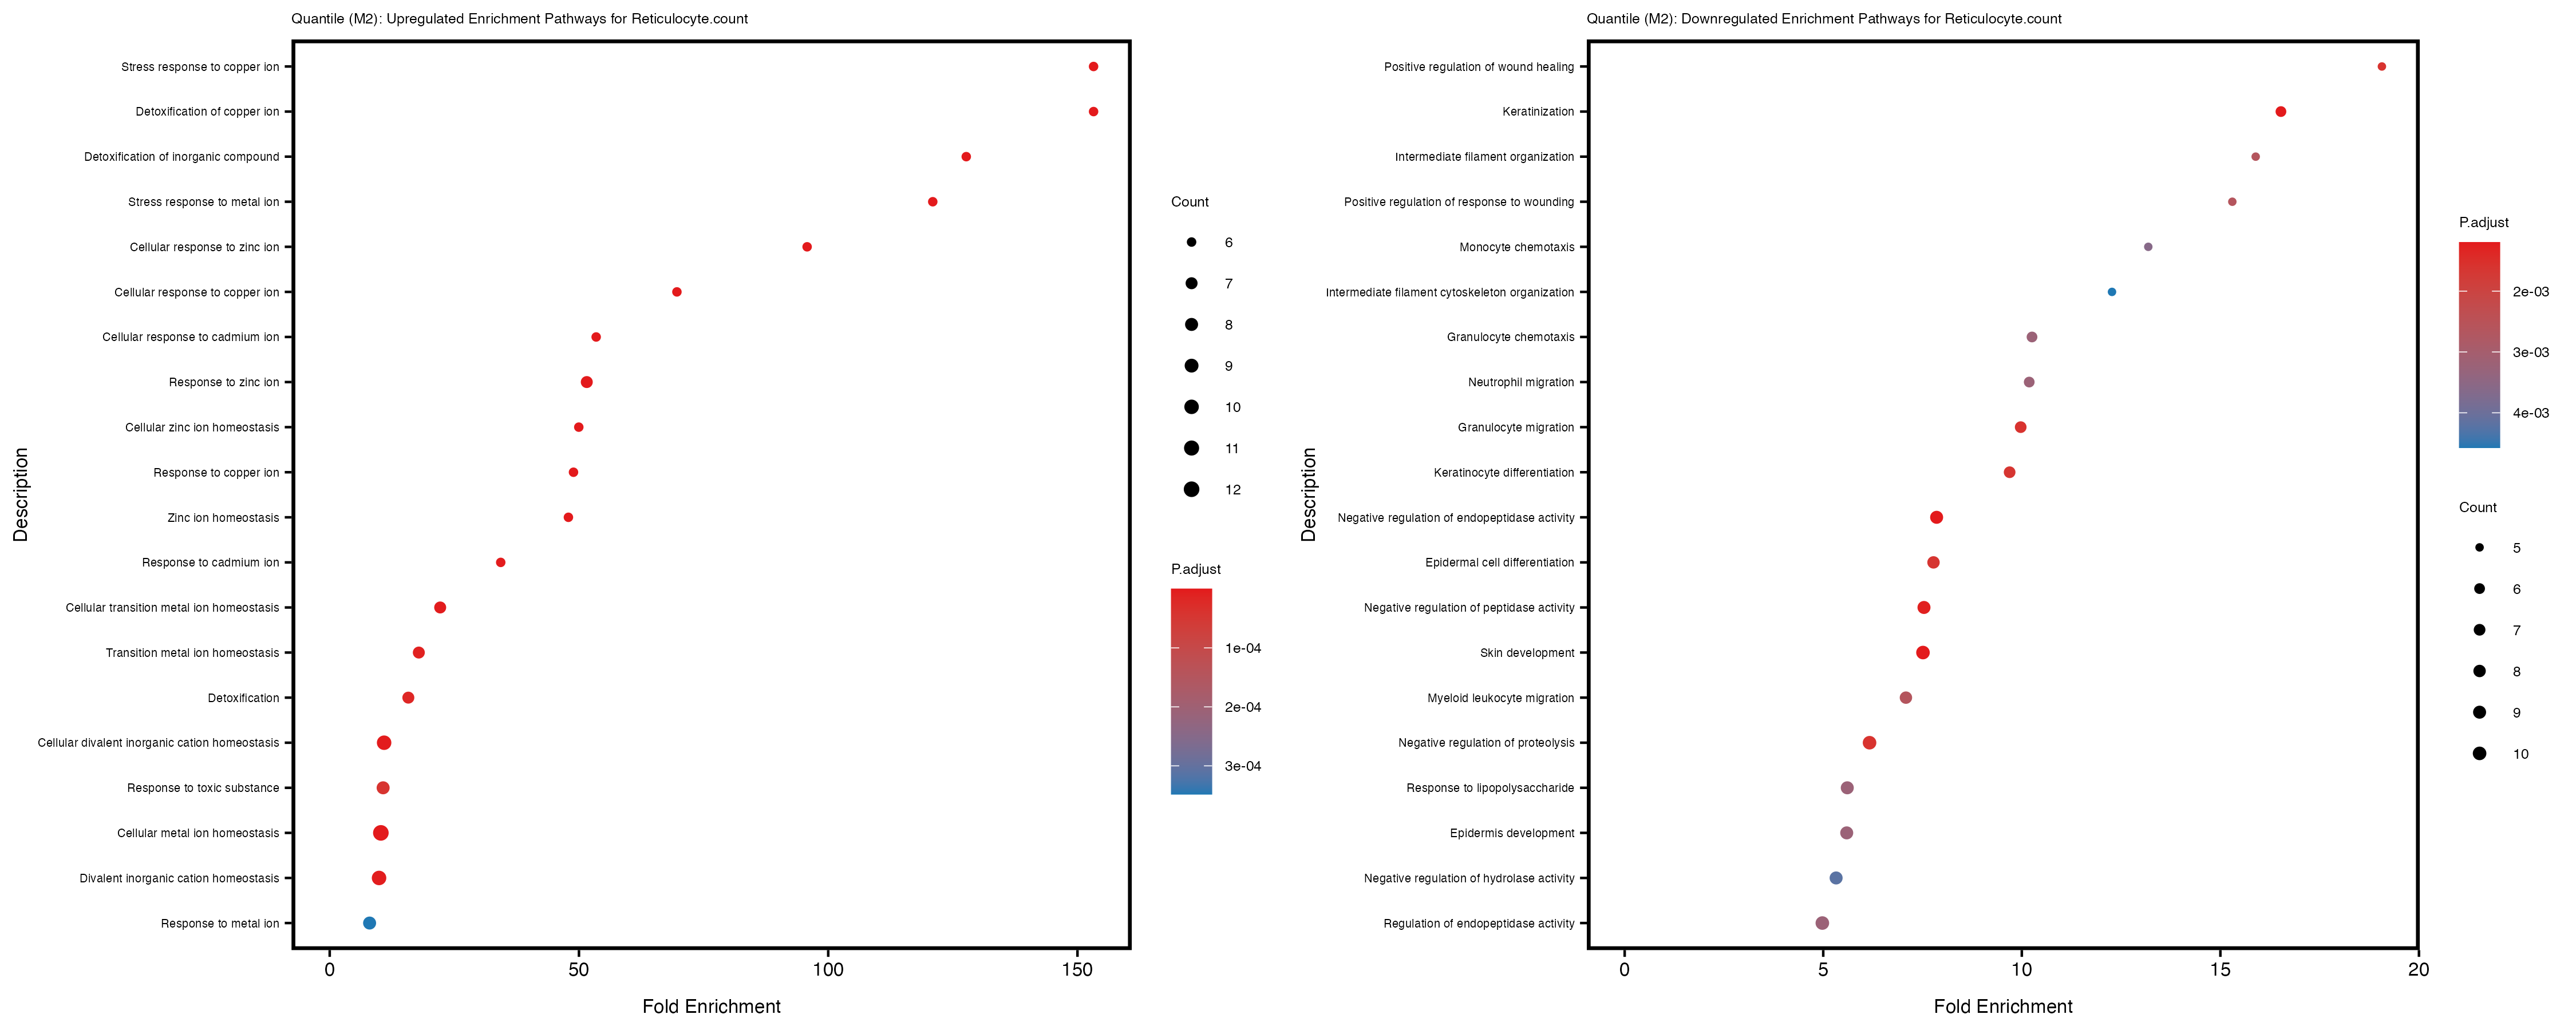 Quantile (M2): Upregulated Enrichment Pathways for Reticulocyte.count
Description
Stress response to copper ion
Detoxification of copper ion
Detoxification of inorganic compound
Stress response to metal ion
Cellular response to zinc ion
Cellular response to copper ion
Cellular response to cadmium ion
Response to zinc ion
Cellular zinc ion homeostasis
Response to copper ion
Zinc ion homeostasis
Response to cadmium ion
Cellular transition metal ion homeostasis
Transition metal ion homeostasis
Detoxification
Cellular divalent inorganic cation homeostasis
Response to toxic substance
Cellular metal ion homeostasis
Divalent inorganic cation homeostasis
Response to metal ion
0 50 100 150
Fold Enrichment
Count
6
7
8
9
10
11
12
P.adjust
1e-04
2e-04
3e-04
Quantile (M2): Downregulated Enrichment Pathways for Reticulocyte.count
Description
Positive regulation of wound healing
Keratinization
Intermediate filament organization
Positive regulation of response to wounding
Monocyte chemotaxis
Intermediate filament cytoskeleton organization
Granulocyte chemotaxis
Neutrophil migration
Granulocyte migration
Keratinocyte differentiation
Negative regulation of endopeptidase activity
Epidermal cell differentiation
Negative regulation of peptidase activity
Skin development
Myeloid leukocyte migration
Negative regulation of proteolysis
Response to lipopolysaccharide
Epidermis development
Negative regulation of hydrolase activity
Regulation of endopeptidase activity
0 5 10 15 20
Fold Enrichment
P.adjust
2e-03
3e-03
4e-03
Count
5
6
7
8
9
10